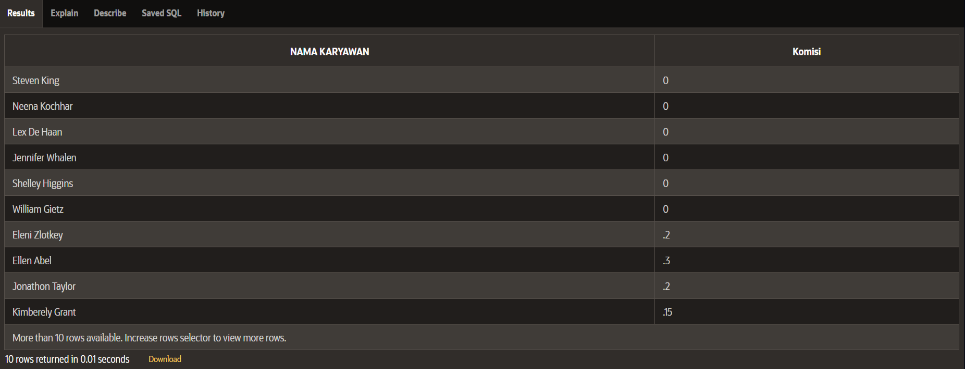 Results Explain Describe Saved SQL History
NAMA KARYAWAN Komisi
Steven King 0
Neena Kochhar 0
Lex De Haan 0
Jennifer Whalen 0
Shelley Higgins 0
William Gietz 0
Eleni Zlotkey .2
Ellen Abel .3
Jonathon Taylor .2
Kimberely Grant .15
More than 10 rows available. Increase rows selector to view more rows.
10 rows returned in 0.01 seconds Download